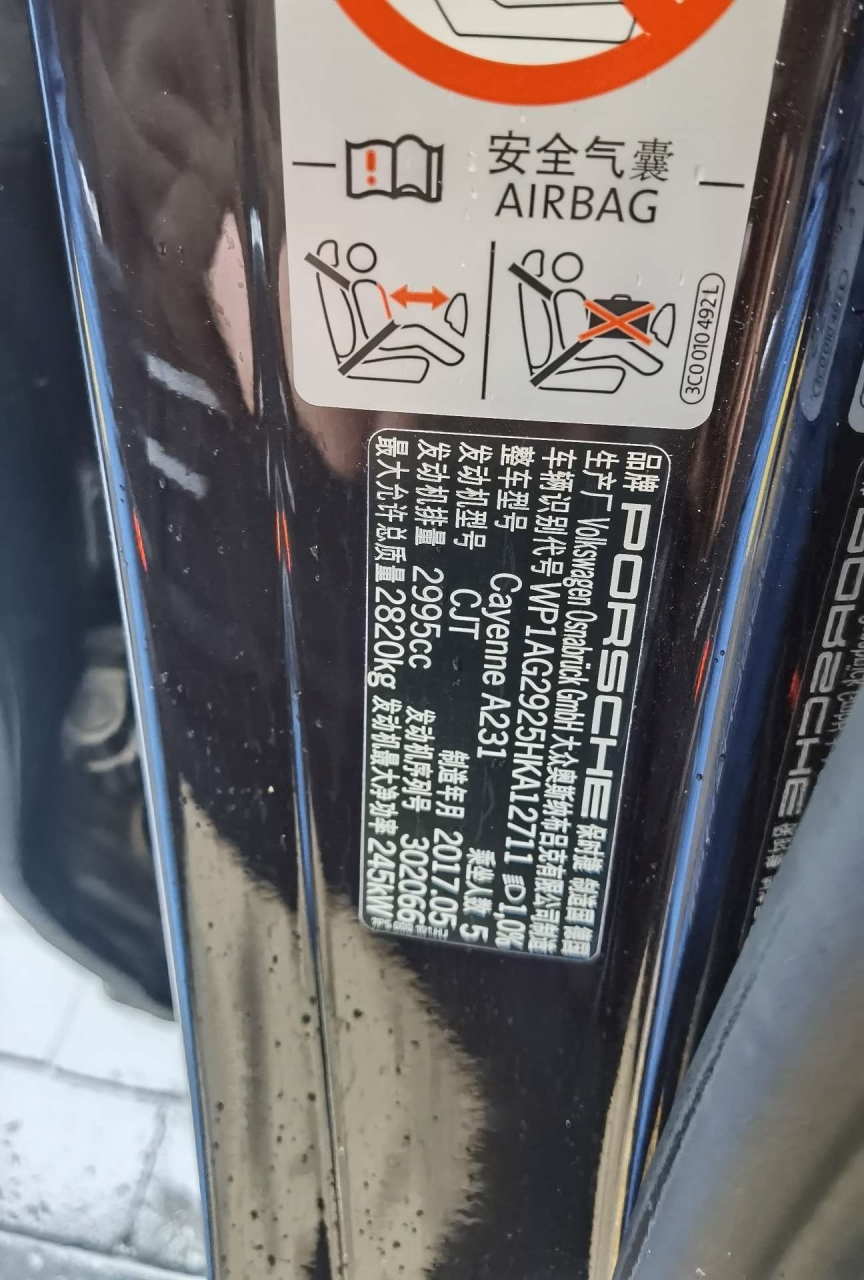 安全气囊
AIRBAG
3C0 010 492 L
品牌 PORSCHE 保时捷 制造国 德国
生产厂 Volkswagen Osnabrück GmbH 大众奥斯纳布吕克有限公司制造
车辆识别代号 WP1AG2925HKA12711 1,0%
整车型号 Cayenne A231 乘坐人数 5
发动机型号 CJT 制造年月 2017.05
发动机排量 2995cc 发动机序列号 302066
最大允许总质量 2820kg 发动机最大净功率 245kW